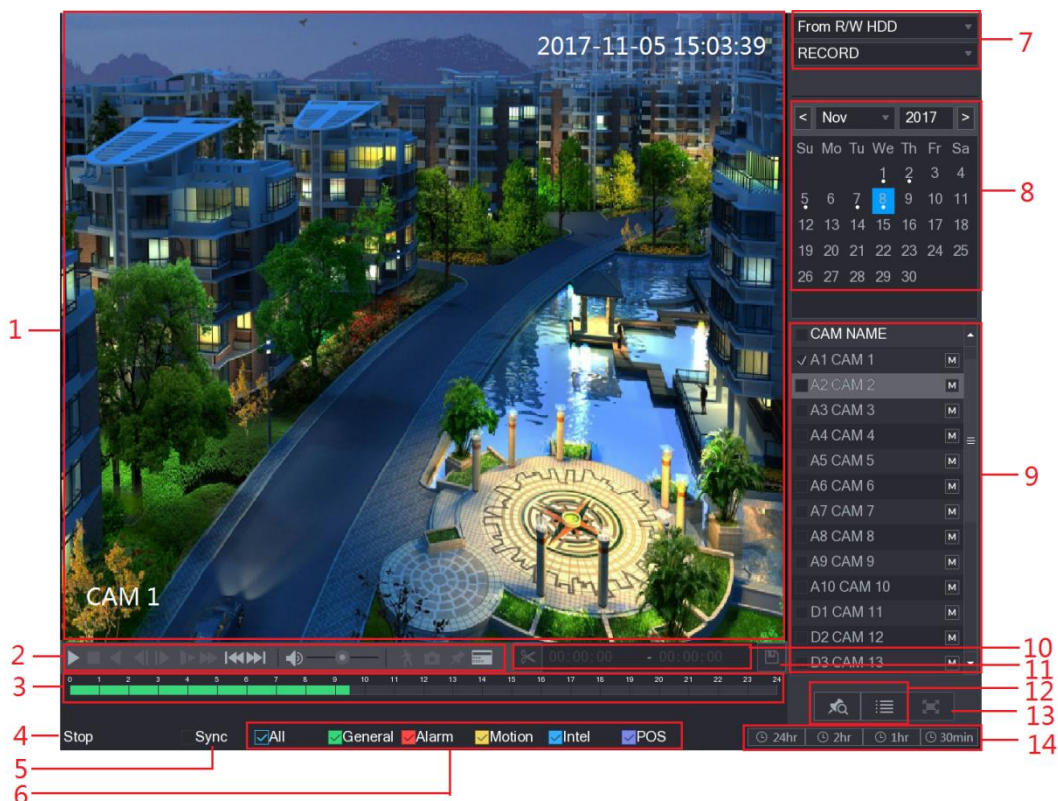 2017-11-05 15:03:39
CAM 1
From R/W HDD
RECORD
7
< Nov 2017 >
Su Mo Tu We Th Fr Sa
1 2 3 4
5 6 7 8 9 10 11
12 13 14 15 16 17 18
19 20 21 22 23 24 25
26 27 28 29 30
8
1
CAM NAME
A1 CAM 1 M
A2 CAM 2 M
A3 CAM 3 M
A4 CAM 4 M
A5 CAM 5 M
A6 CAM 6 M
A7 CAM 7 M
A8 CAM 8 M
A9 CAM 9 M
A10 CAM 10 M
D1 CAM 11 M
D2 CAM 12 M
D3 CAM 13 M
9
2
00:00:00 - 00:00:00
10
11
3
0 1 2 3 4 5 6 7 8 9 10 11 12 13 14 15 16 17 18 19 20 21 22 23 24
12
13
4
Stop
Sync
All General Alarm Motion Intel POS
24hr 2hr 1hr 30min
14
5
6